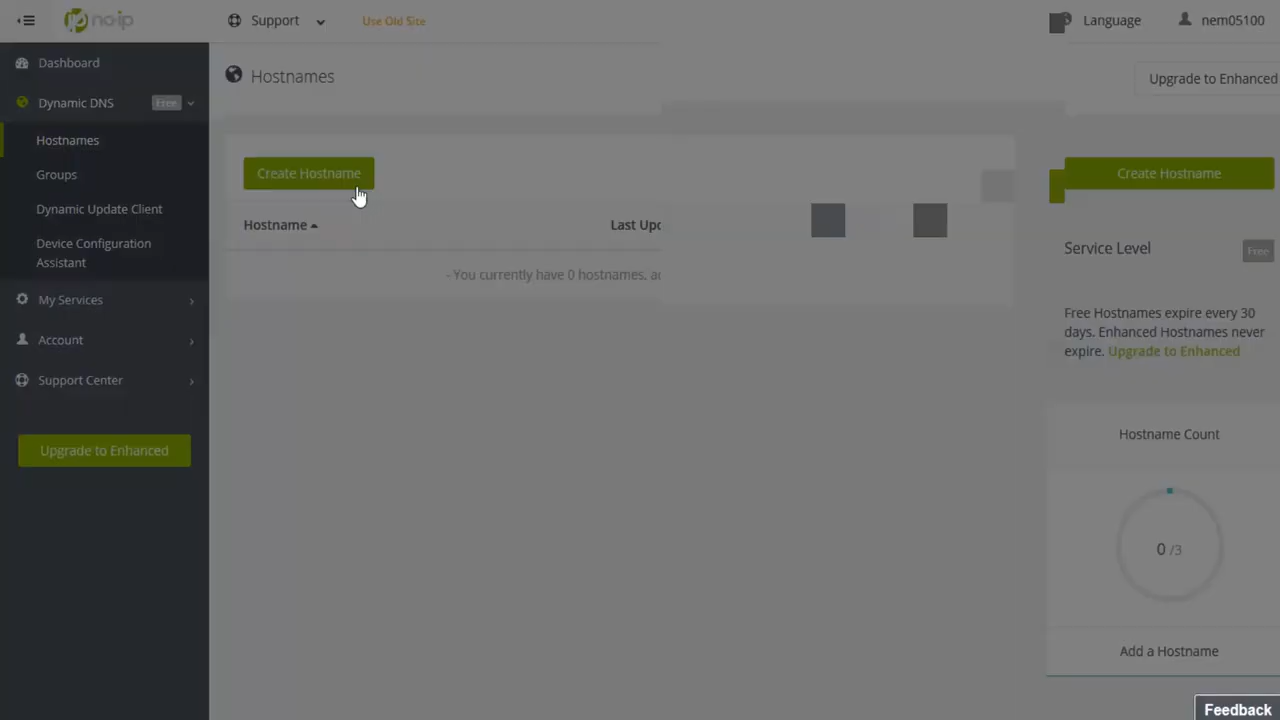 no-ip
Support
Use Old Site
Language
nem05100
Dashboard
Dynamic DNS
Free
Hostnames
Groups
Dynamic Update Client
Device Configuration
Assistant
My Services
Account
Support Center
Upgrade to Enhanced
Hostnames
Upgrade to Enhanced
Create Hostname
Hostname
Last
- You currently have 0 hostnames,
Create Hostname
Service Level
Free
Free Hostnames expire every 30
days. Enhanced Hostnames never
expire. Upgrade to Enhanced
Hostname Count
0 /3
Add a Hostname
Feedback